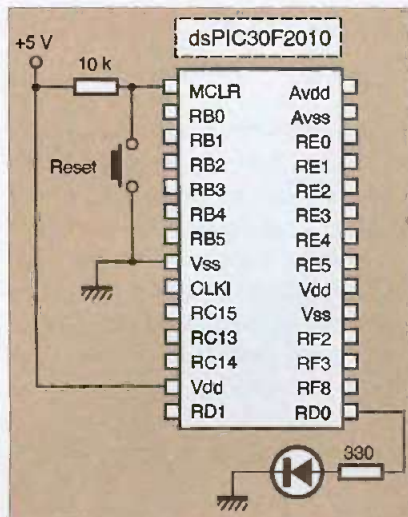 dsPIC30F2010
+5 V
10 k
Reset
MCLR Avdd
RB0 Avss
RB1 RE0
RB2 RE1
RB3 RE2
RB4 RE3
RB5 RE4
Vss RE5
CLKI Vdd
RC15 Vss
RC13 RF2
RC14 RF3
Vdd RF8
RD1 RD0
330